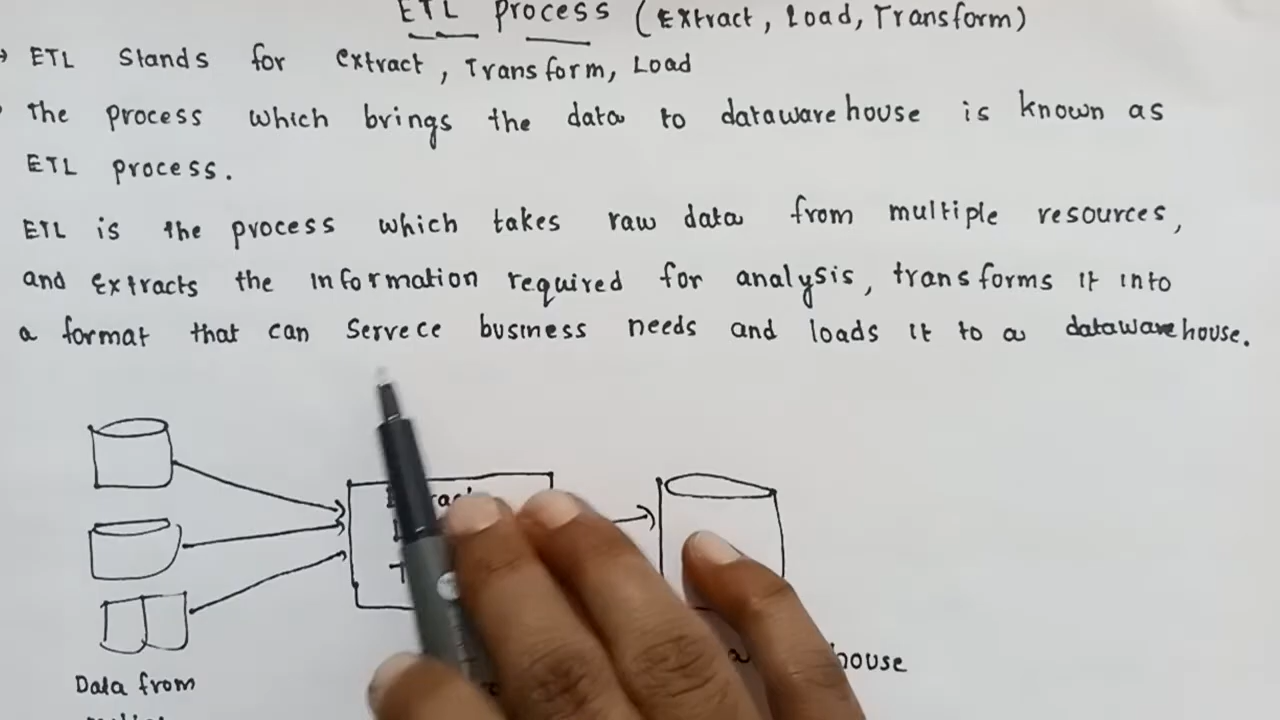 ETL Process (Extract, Load, Transform)
ETL Stands for extract, Transform, Load
The process which brings the data to datawarehouse is known as
ETL process.
ETL is the process which takes raw data from multiple resources,
and extracts the information required for analysis, transforms it into
a format that can Servece business needs and loads it to a datawarehouse.
Data from